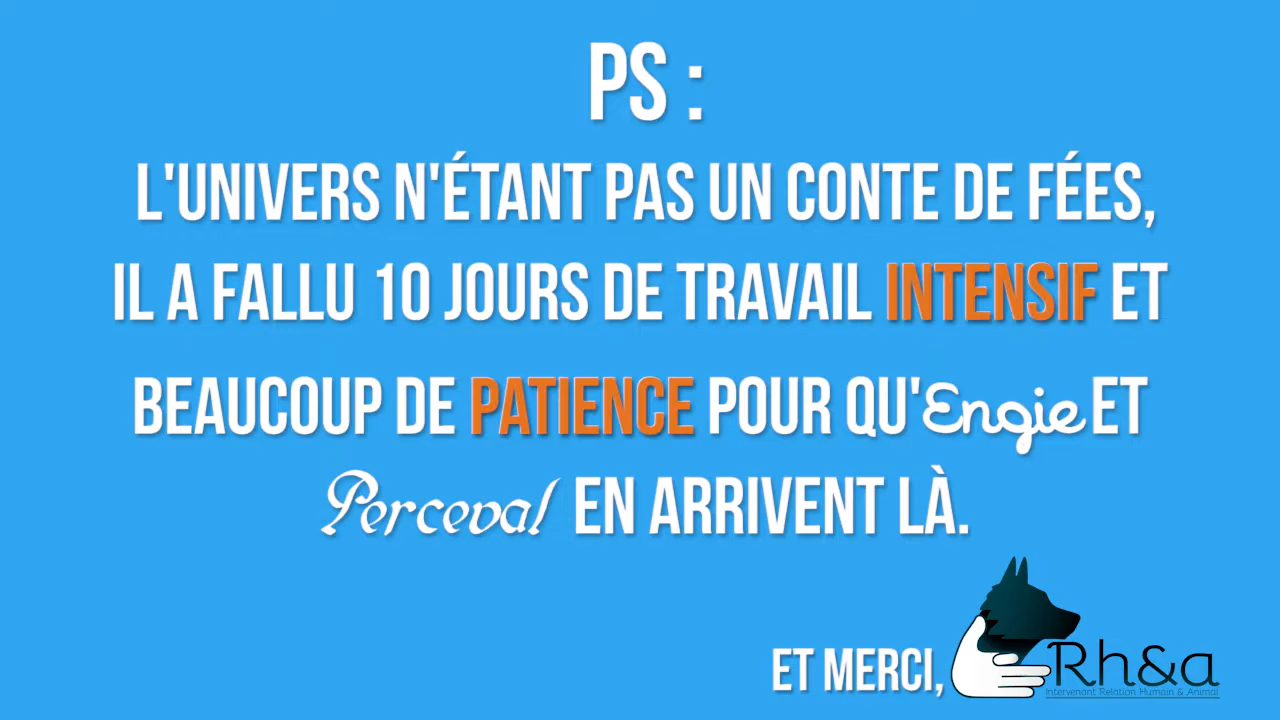 PS :
L'UNIVERS N'ÉTANT PAS UN CONTE DE FÉES,
IL A FALLU 10 JOURS DE TRAVAIL INTENSIF ET
BEAUCOUP DE PATIENCE POUR QU'Engie ET
Perceval EN ARRIVENT LÀ.
ET MERCI, Rh&a
Intervenant Relation Humain & Animal